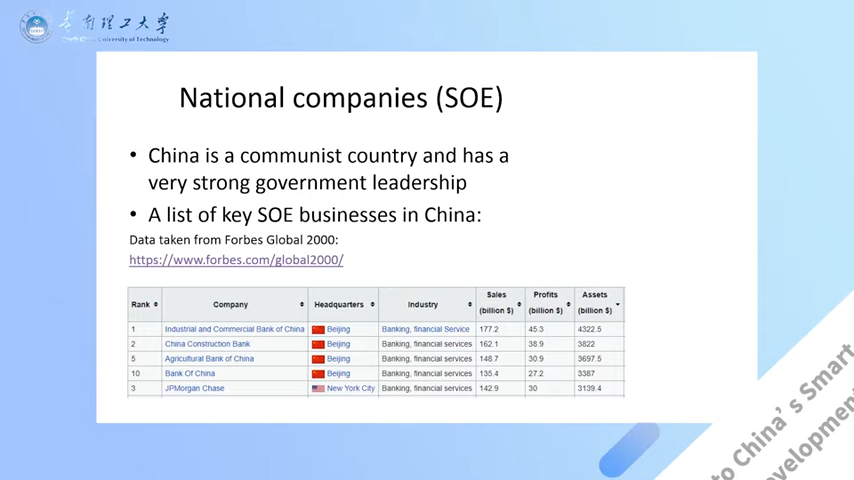 南理工大学
University of Technology
National companies (SOE)
• China is a communist country and has a
very strong government leadership
• A list of key SOE businesses in China:
Data taken from Forbes Global 2000:
https://www.forbes.com/global2000/
Rank Company Headquarters Industry Sales (billion $) Profits (billion $) Assets (billion $)
1 Industrial and Commercial Bank of China Beijing Banking, financial Service 177.2 45.3 4322.5
2 China Construction Bank Beijing Banking, financial services 162.1 38.9 3822
5 Agricultural Bank of China Beijing Banking, financial services 148.7 30.9 3697.5
10 Bank Of China Beijing Banking, financial services 135.4 27.2 3387
3 JPMorgan Chase New York City Banking, financial services 142.9 30 3139.4
to China's Smart